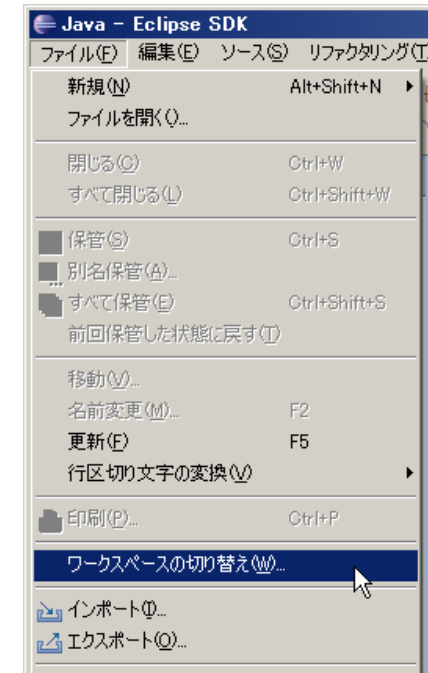 Java - Eclipse SDK
ファイル(F) 編集(E) ソース(S) リファクタリング(T
新規(N) Alt+Shift+N
ファイルを開く()...
閉じる(C) Ctrl+W
すべて閉じる(L) Ctrl+Shift+W
保管(S) Ctrl+S
別名保管(A)...
すべて保管(E) Ctrl+Shift+S
前回保管した状態に戻す(T)
移動(V)...
名前変更(M)... F2
更新(F) F5
行区切り文字の変換(V)
印刷(P)... Ctrl+P
ワークスペースの切り替え(W)...
インポート(I)...
エクスポート(O)...